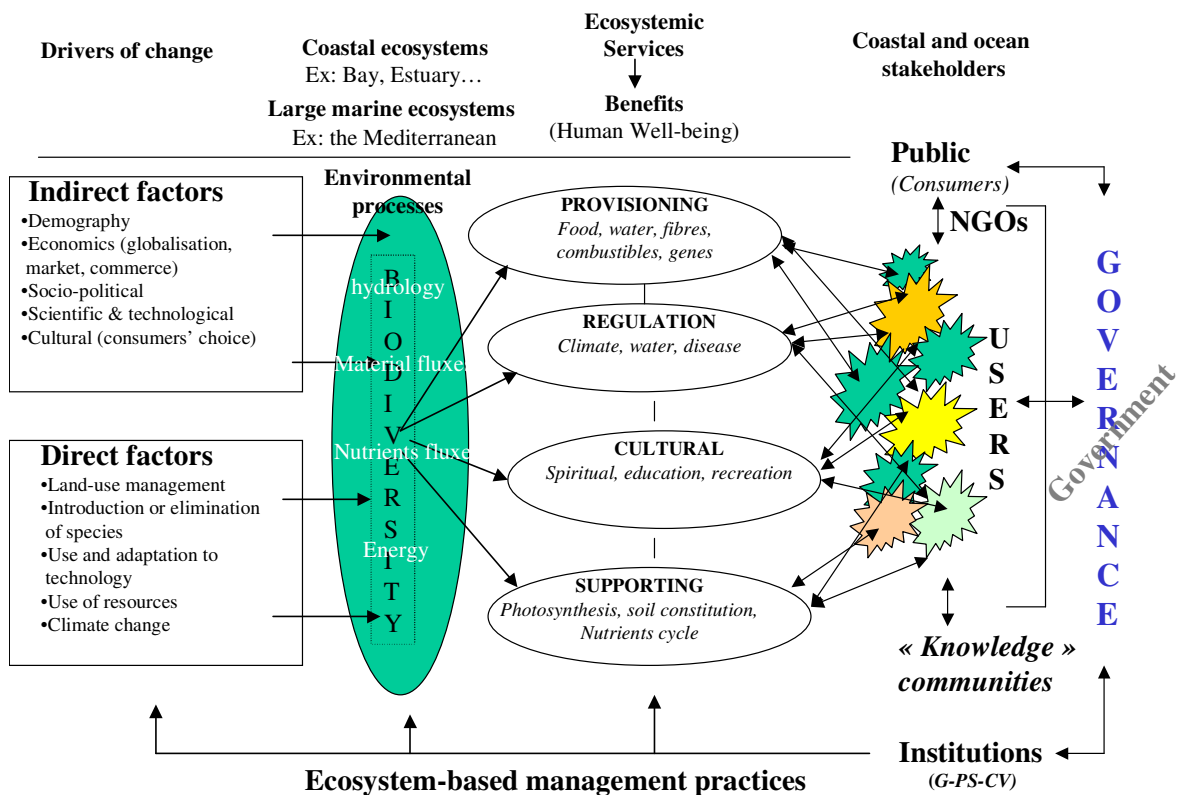 Drivers of change
Coastal ecosystems
Ex: Bay, Estuary…
Large marine ecosystems
Ex: the Mediterranean
Ecosystemic
Services
Benefits
(Human Well-being)
Coastal and ocean
stakeholders
Indirect factors
•Demography
•Economics (globalisation,
market, commerce)
•Socio-political
•Scientific & technological
•Cultural (consumers’ choice)
Direct factors
•Land-use management
•Introduction or elimination
of species
•Use and adaptation to
technology
•Use of resources
•Climate change
Environmental
processes
BIODIVERSITY
hydrology
Material fluxes
Nutrients fluxe
Energy
PROVISIONING
Food, water, fibres,
combustibles, genes
REGULATION
Climate, water, disease
CULTURAL
Spiritual, education, recreation
SUPPORTING
Photosynthesis, soil constitution,
Nutrients cycle
Public
(Consumers)
NGOs
USERS
« Knowledge »
communities
GOVERNANCE
Government
Institutions
(G-PS-CV)
Ecosystem-based management practices